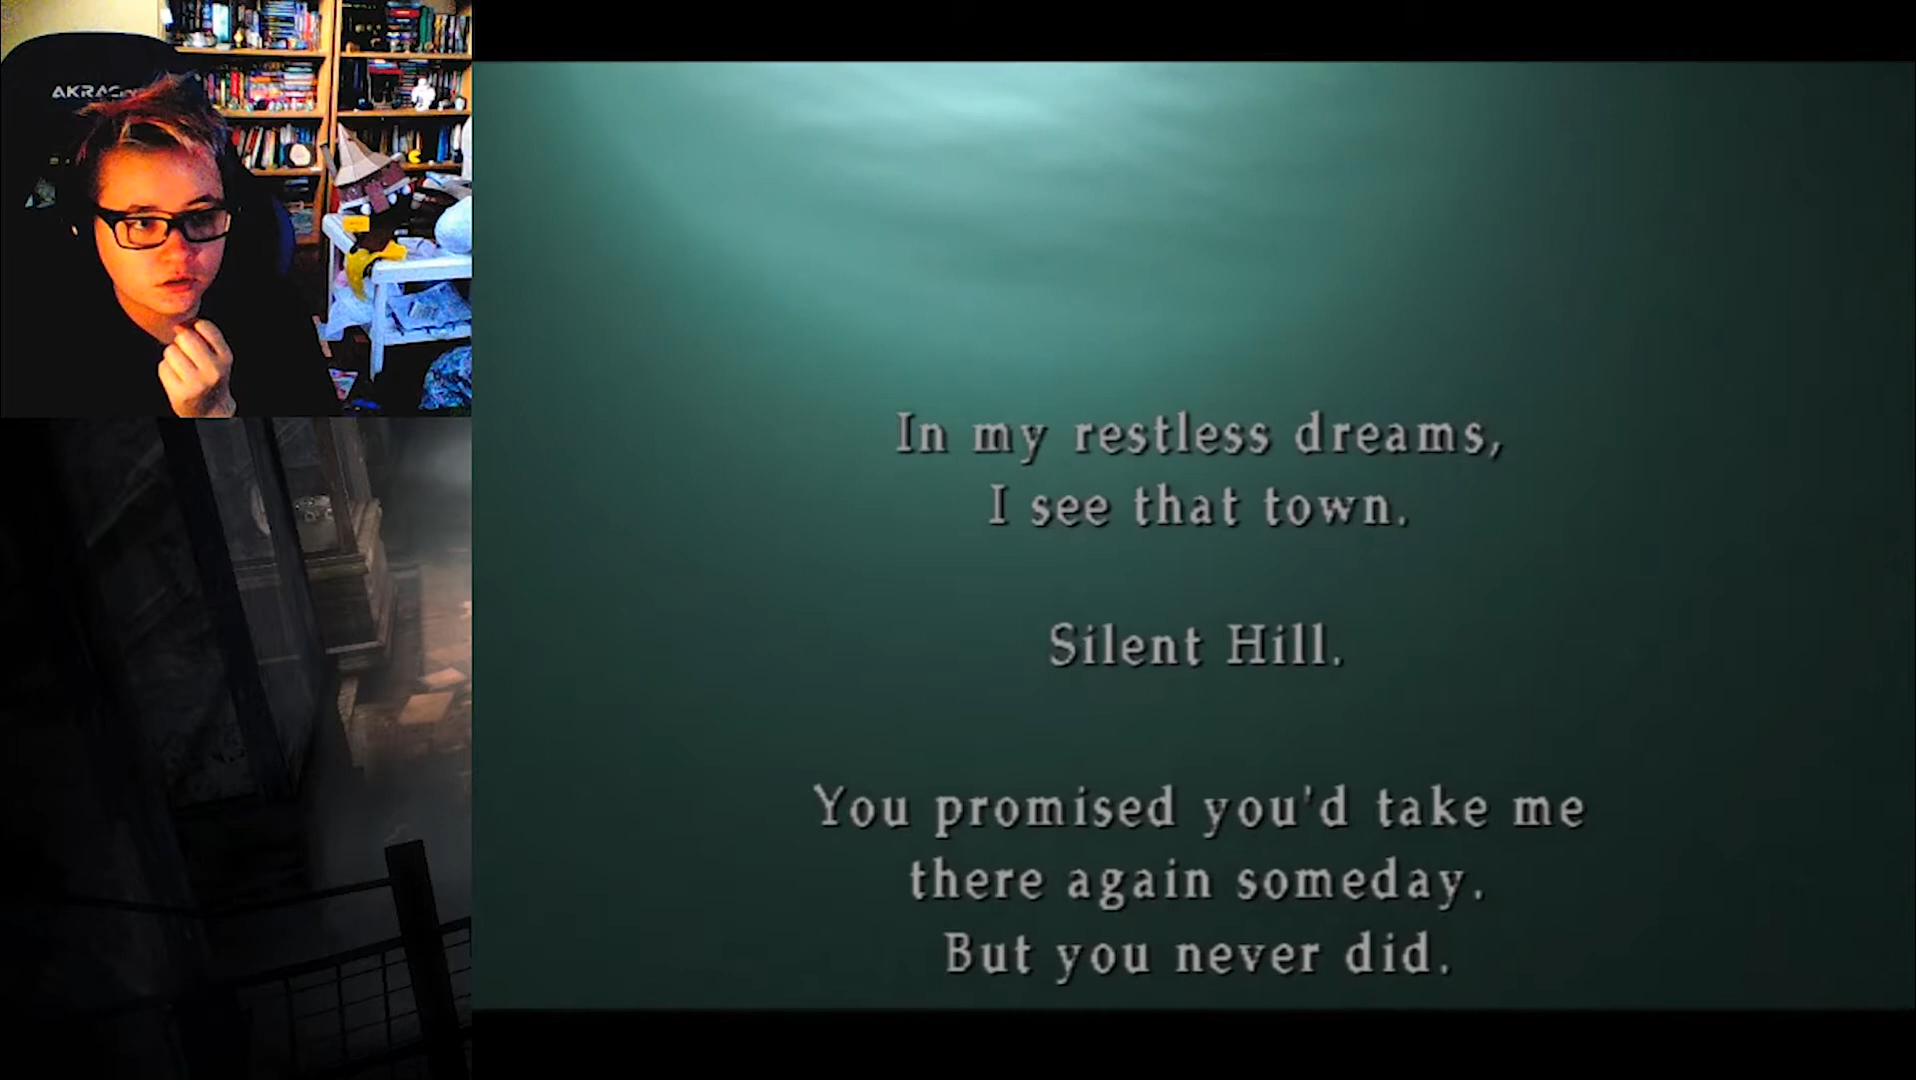 AKRAC
In my restless dreams,
I see that town.
Silent Hill.
You promised you'd take me
there again someday.
But you never did.